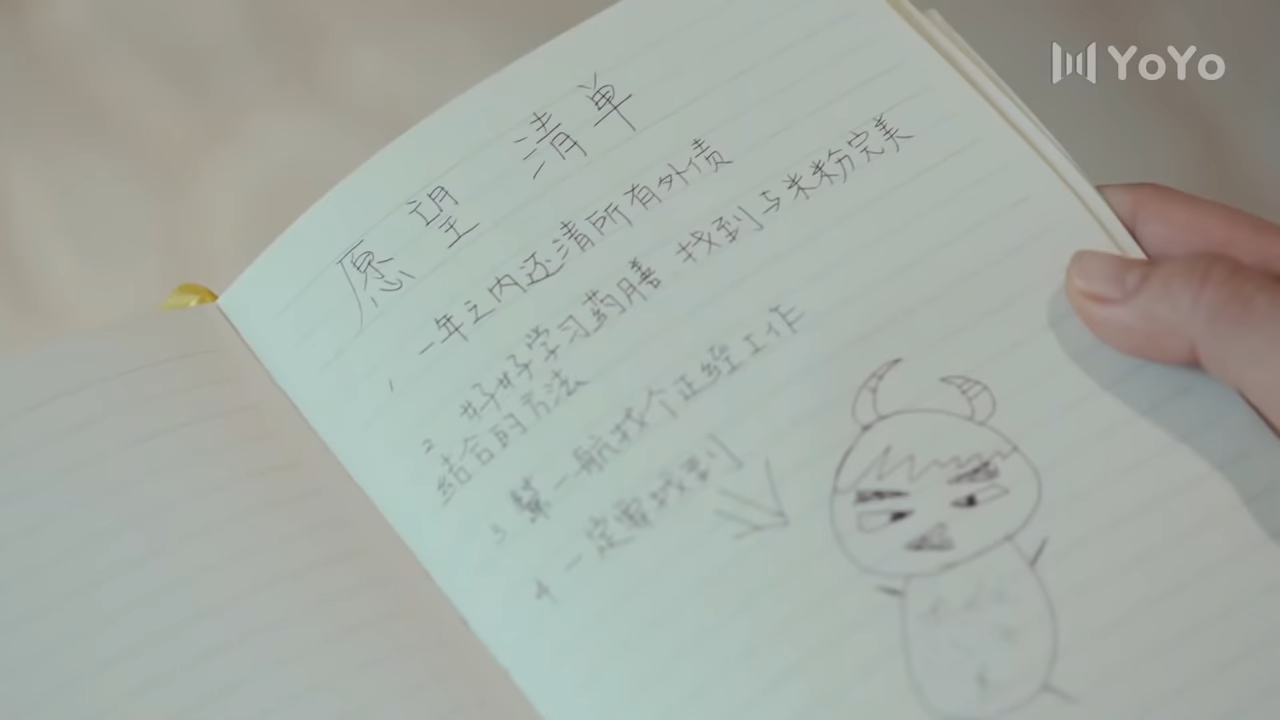 YoYo
愿望 清单
1 一年之内还清所有外债
2 好好学习药膳 找到与米粉完美
结合的方法
3 帮一航找个正经工作
4 一定要找到